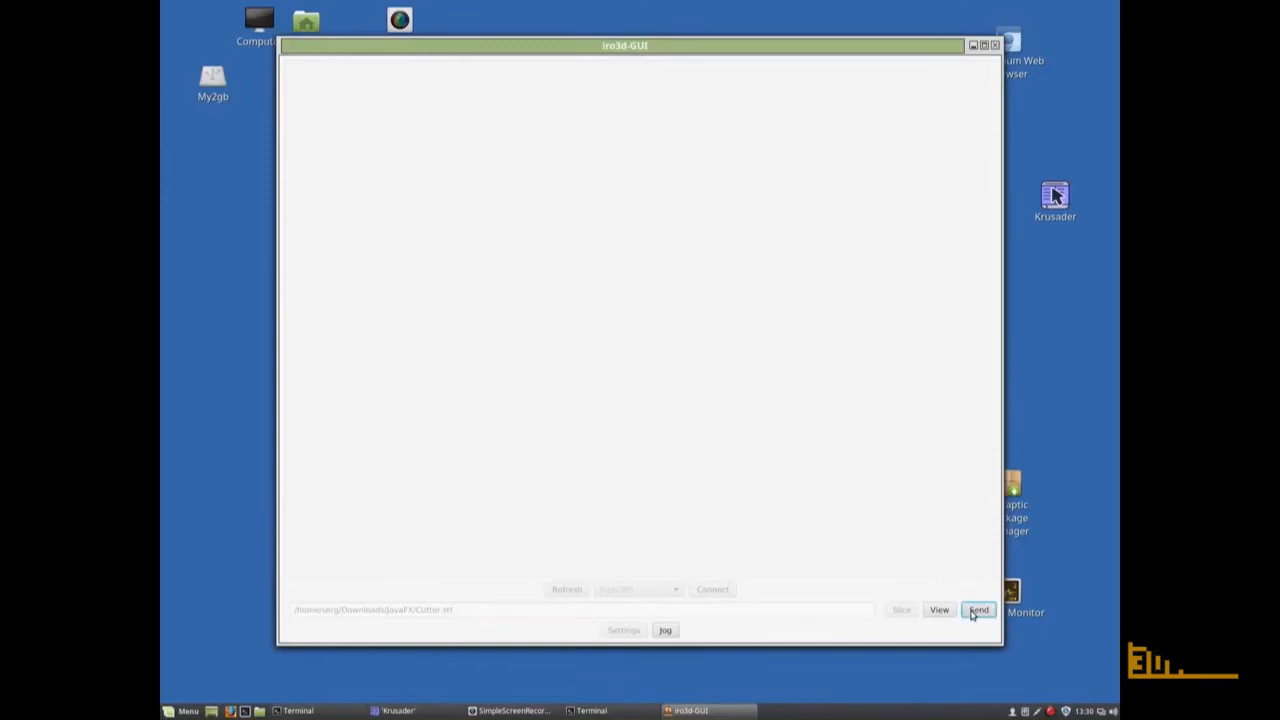 Comput
My2gb
iro3d-GUI
um Web
wser
Krusader
aptic
kage
ager
Monitor
Refresh
Connect
/home/serg/Downloads/JavaFX/Cutter.stl
Slice
View
Send
Settings
Jog
Menu
Terminal
'Krusader'
SimpleScreenRecor...
Terminal
iro3d-GUI
13:30